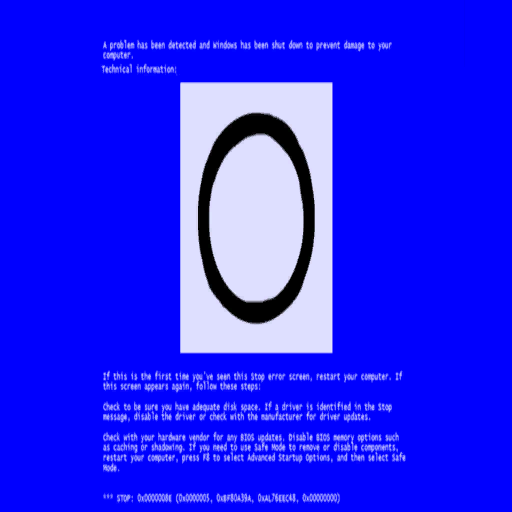 A problem has been detected and Windows has been shut down to prevent damage to your
computer.
Technical information:
O
If this is the first time you've seen this Stop error screen, restart your computer. If
this screen appears again, follow these steps:
Check to be sure you have adequate disk space. If a driver is identified in the Stop
message, disable the driver or check with the manufacturer for driver updates.
Check with your hardware vendor for any BIOS updates. Disable BIOS memory options such
as caching or shadowing. If you need to use Safe Mode to remove or disable components,
restart your computer, press F8 to select Advanced Startup Options, and then select Safe
Mode.
*** STOP: 0x0000008E (0x0000005, 0xBF80A39A, 0xAL76EEC48, 0x00000000)